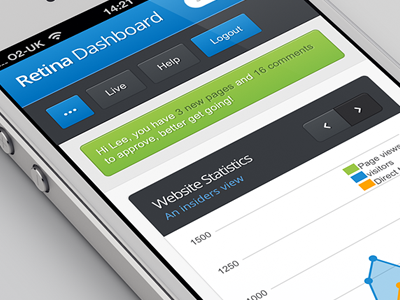 O2-UK
14:21
Retina Dashboard
...
Live
Help
Logout
Hi Lee, you have 3 new pages and 16 comments
to approve, better get going!
Website Statistics
An insiders view
Page views
visitors
Direct
1500
1250
1000